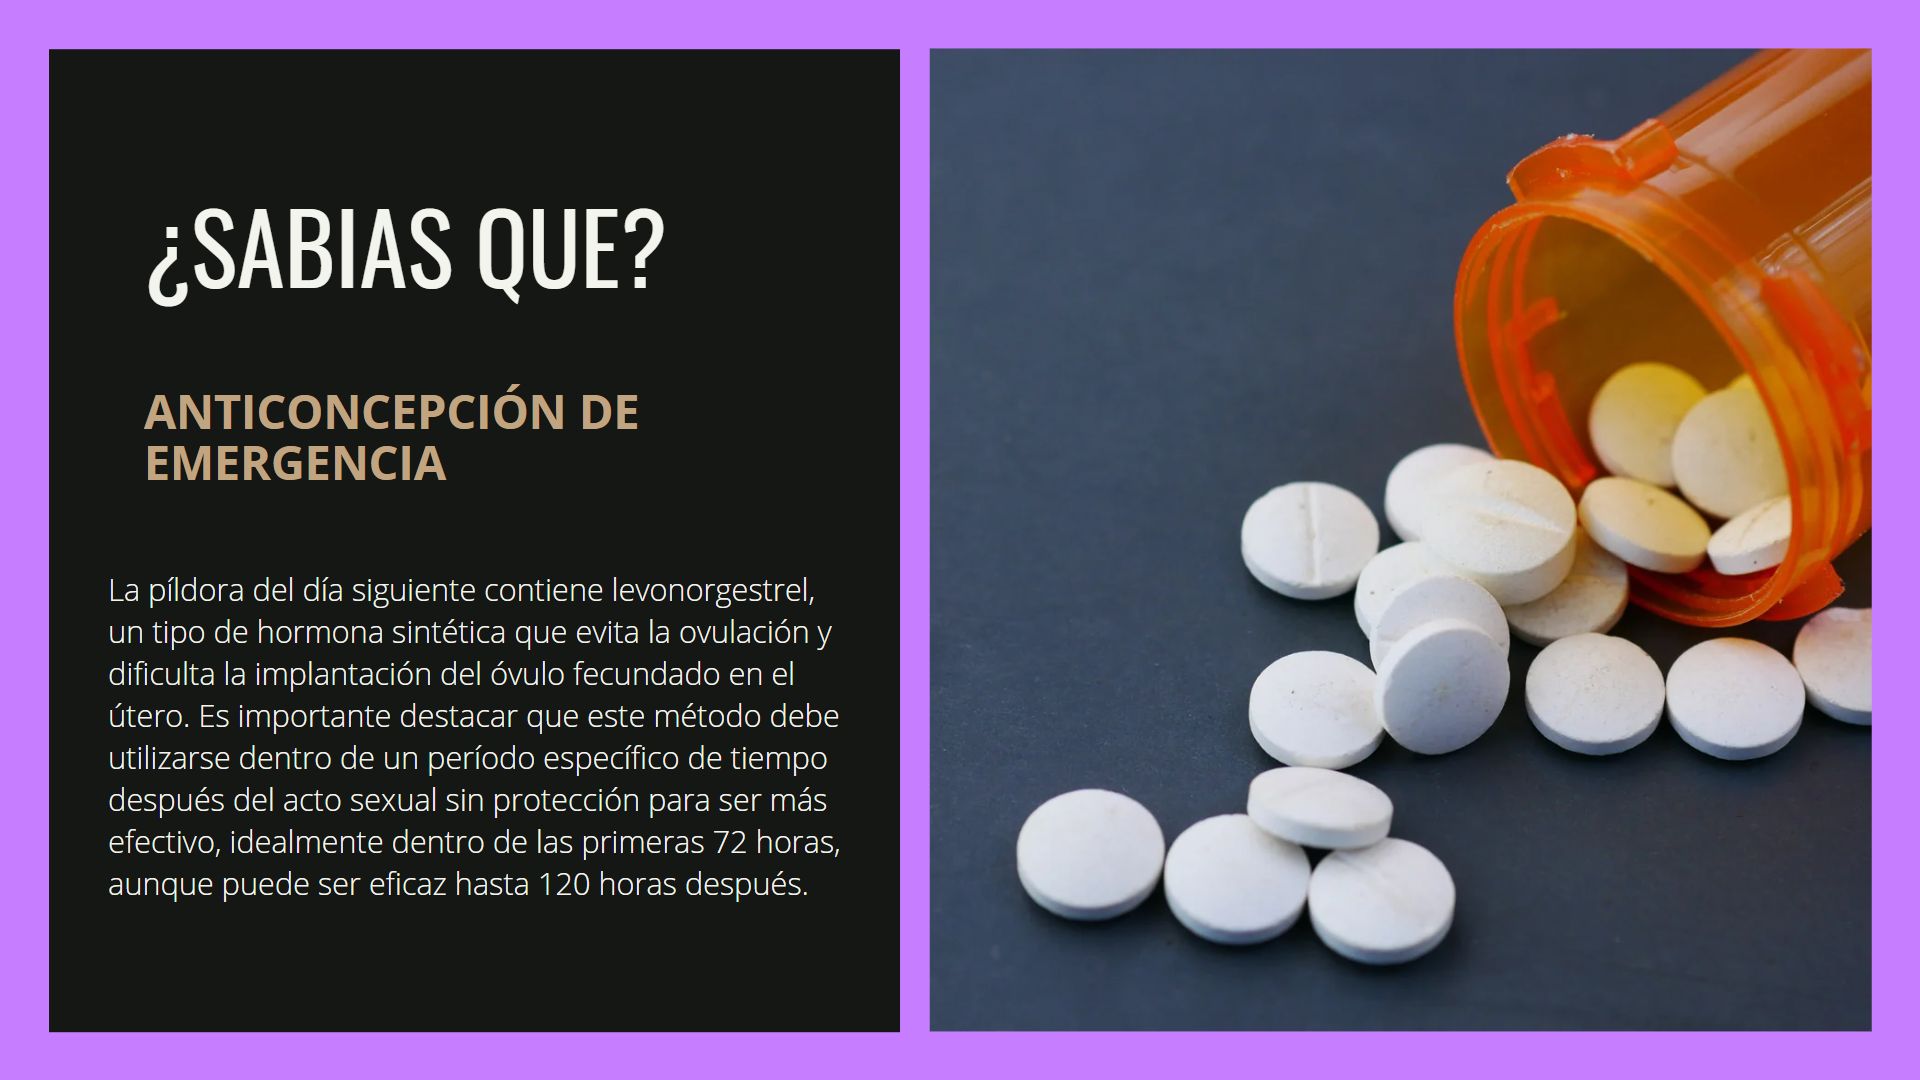 ¿SABIAS QUE?
ANTICONCEPCIÓN DE
EMERGENCIA
La píldora del día siguiente contiene levonorgestrel,
un tipo de hormona sintética que evita la ovulación y
dificulta la implantación del óvulo fecundado en el
útero. Es importante destacar que este método debe
utilizarse dentro de un período específico de tiempo
después del acto sexual sin protección para ser más
efectivo, idealmente dentro de las primeras 72 horas,
aunque puede ser eficaz hasta 120 horas después.